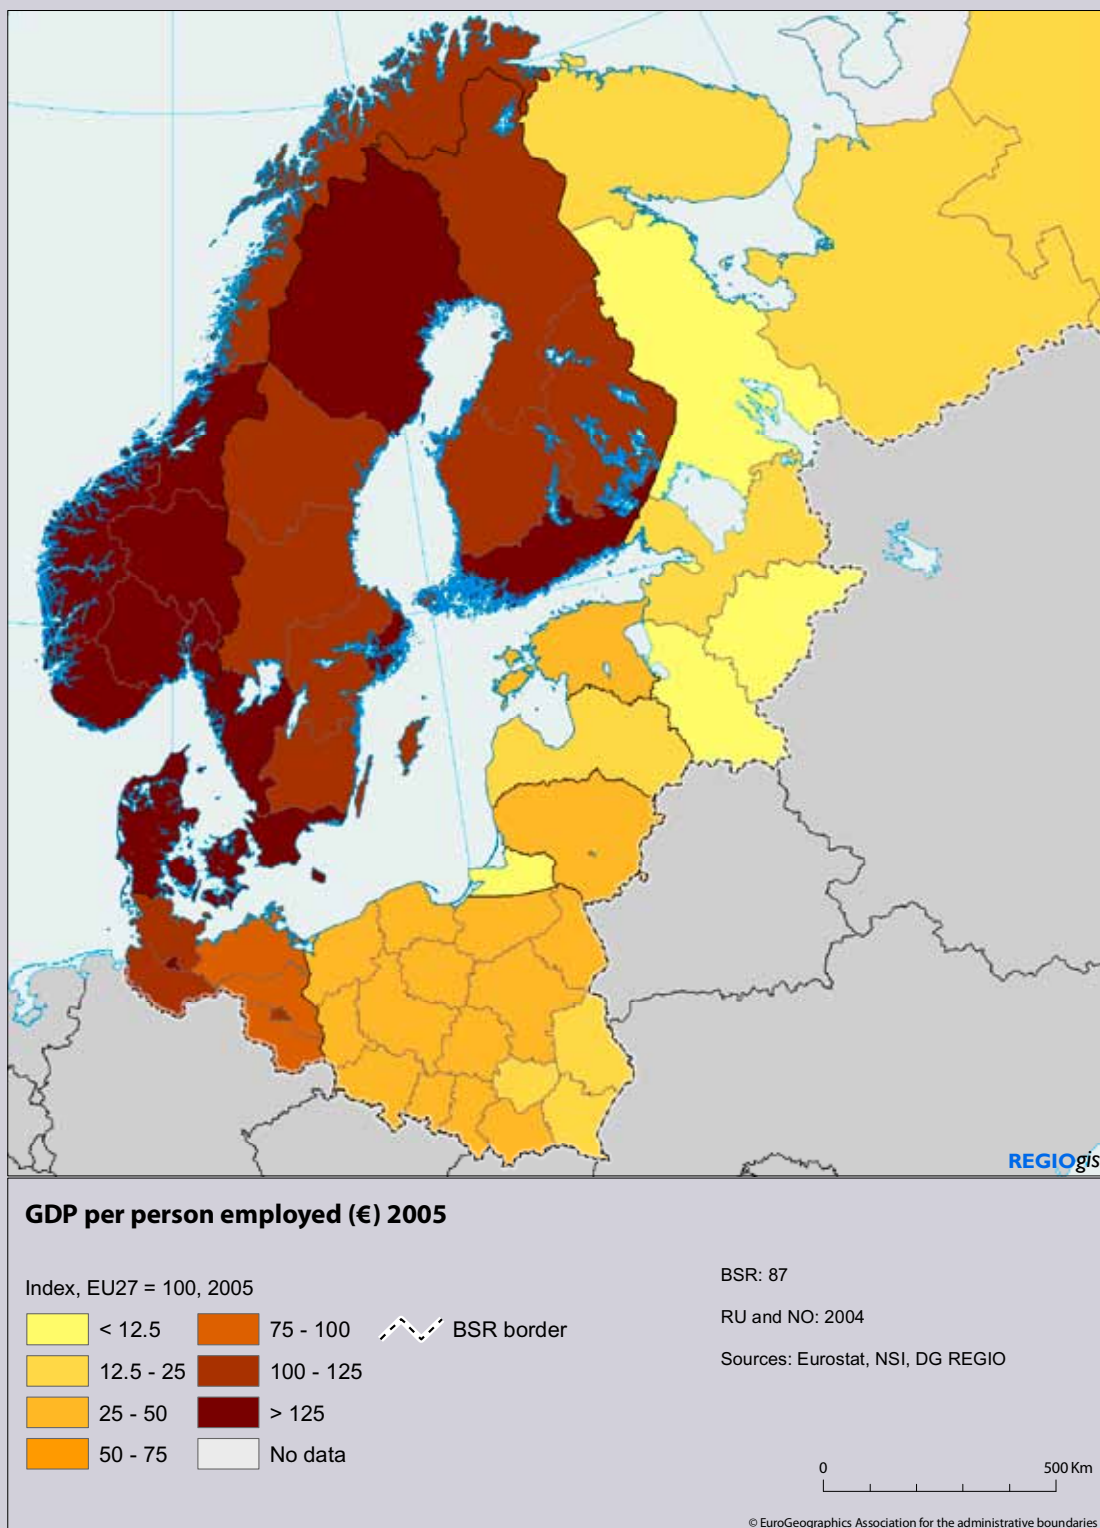 REGIOgis
GDP per person employed (€) 2005
Index, EU27 = 100, 2005
< 12.5
12.5 - 25
25 - 50
50 - 75
75 - 100
100 - 125
> 125
No data
BSR border
BSR: 87
RU and NO: 2004
Sources: Eurostat, NSI, DG REGIO
0 500 Km
© EuroGeographics Association for the administrative boundaries